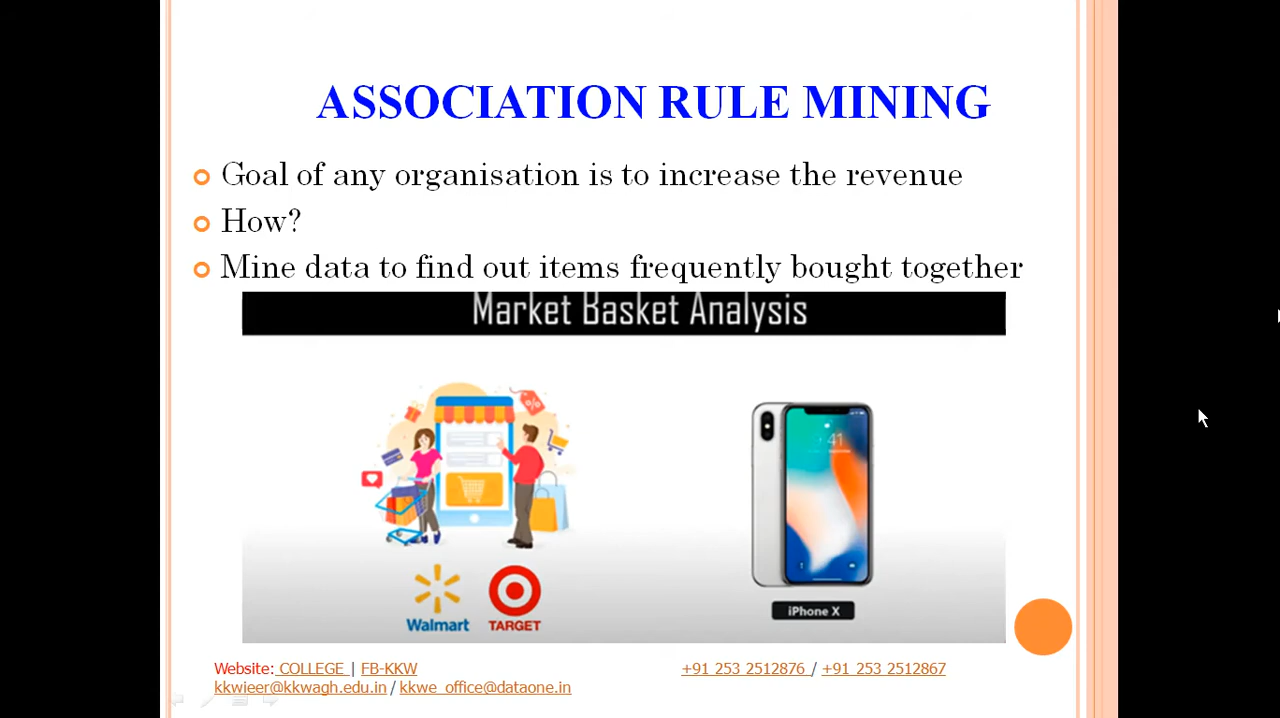 ASSOCIATION RULE MINING
Goal of any organisation is to increase the revenue
How?
Mine data to find out items frequently bought together
Market Basket Analysis
%
41
Walmart TARGET
iPhone X
Website: COLLEGE | FB-KKW +91 253 2512876 / +91 253 2512867
kkwieer@kkwagh.edu.in / kkwe_office@dataone.in